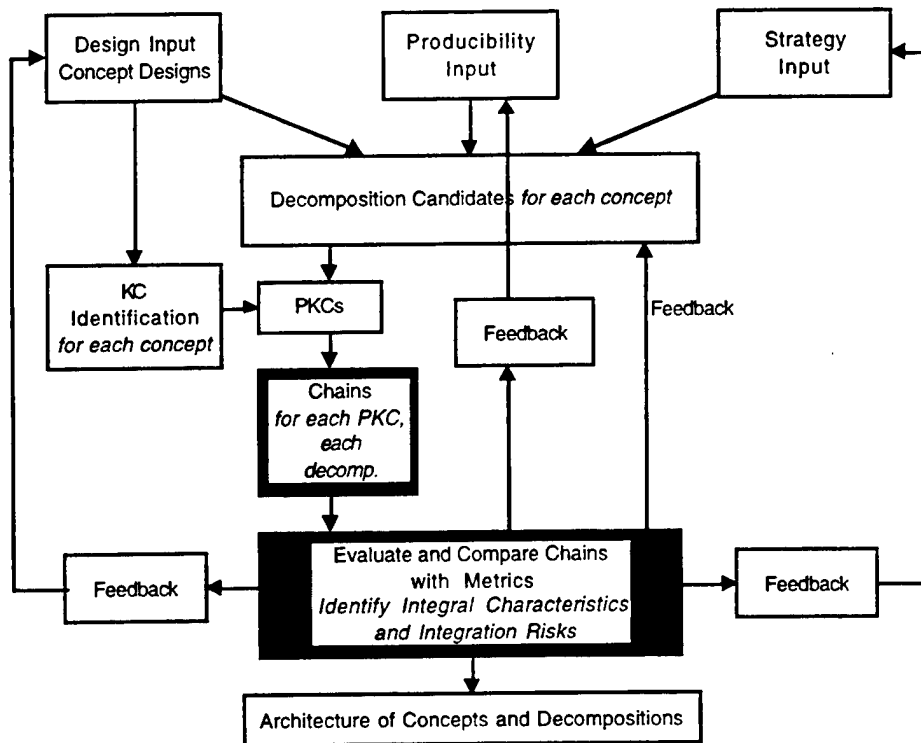 Design Input
Concept Designs
Producibility
Input
Strategy
Input
Decomposition Candidates for each concept
KC
Identification
for each concept
PKCs
Feedback
Feedback
Chains
for each PKC,
each
decomp.
Evaluate and Compare Chains
with Metrics
Identify Integral Characteristics
and Integration Risks
Feedback
Feedback
Architecture of Concepts and Decompositions